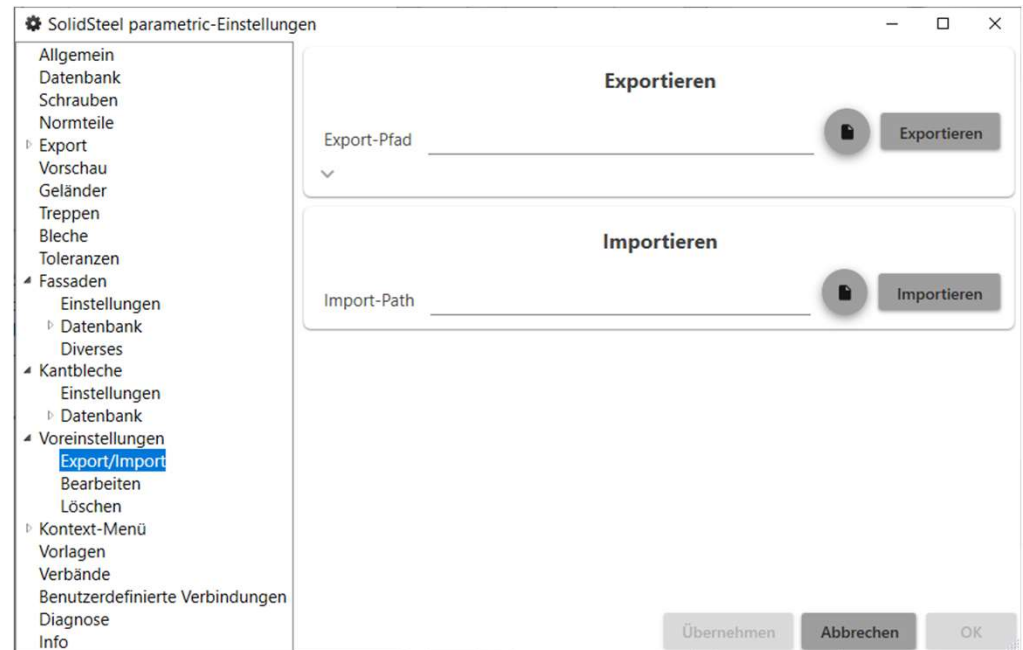 SolidSteel parametric-Einstellungen
Allgemein
Datenbank
Schrauben
Normteile
Export
Vorschau
Geländer
Treppen
Bleche
Toleranzen
Fassaden
Einstellungen
Datenbank
Diverses
Kantbleche
Einstellungen
Datenbank
Voreinstellungen
Export/Import
Bearbeiten
Löschen
Kontext-Menü
Vorlagen
Verbände
Benutzerdefinierte Verbindungen
Diagnose
Info
Exportieren
Export-Pfad
Exportieren
Importieren
Import-Path
Importieren
Übernehmen
Abbrechen
OK